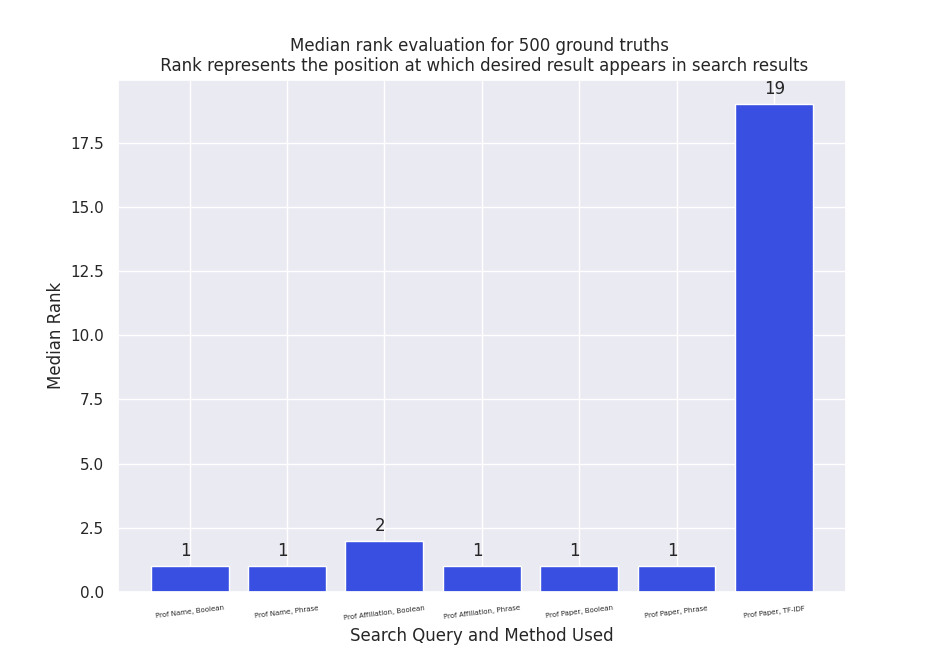 Median rank evaluation for 500 ground truths
Rank represents the position at which desired result appears in search results
Median Rank
17.5
15.0
12.5
10.0
7.5
5.0
2.5
0.0
1
1
2
1
1
1
19
Prof Name, Boolean
Prof Name, Phrase
Prof Affiliation, Boolean
Prof Affiliation, Phrase
Prof Paper, Boolean
Prof Paper, Phrase
Prof Paper, TF-IDF
Search Query and Method Used